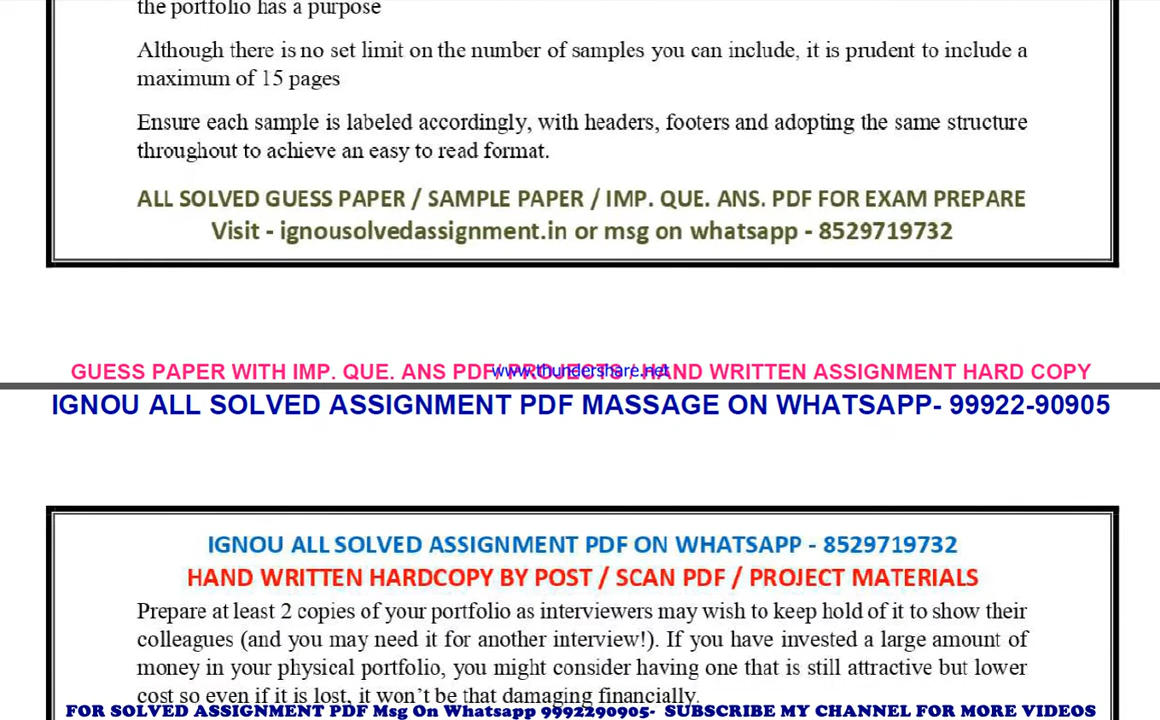 the portfolio has a purpose
Although there is no set limit on the number of samples you can include, it is prudent to include a
maximum of 15 pages
Ensure each sample is labeled accordingly, with headers, footers and adopting the same structure
throughout to achieve an easy to read format.
ALL SOLVED GUESS PAPER / SAMPLE PAPER / IMP. QUE. ANS. PDF FOR EXAM PREPARE
Visit - ignousolvedassignment.in or msg on whatsapp - 8529719732
GUESS PAPER WITH IMP. QUE. ANS PDF / PROJECTS / HAND WRITTEN ASSIGNMENT HARD COPY
www.thundershare.net
IGNOU ALL SOLVED ASSIGNMENT PDF MASSAGE ON WHATSAPP- 99922-90905
IGNOU ALL SOLVED ASSIGNMENT PDF ON WHATSAPP - 8529719732
HAND WRITTEN HARDCOPY BY POST / SCAN PDF / PROJECT MATERIALS
Prepare at least 2 copies of your portfolio as interviewers may wish to keep hold of it to show their
colleagues (and you may need it for another interview!). If you have invested a large amount of
money in your physical portfolio, you might consider having one that is still attractive but lower
cost so even if it is lost, it won't be that damaging financially.
FOR SOLVED ASSIGNMENT PDF Msg On Whatsapp 9992290905- SUBSCRIBE MY CHANNEL FOR MORE VIDEOS